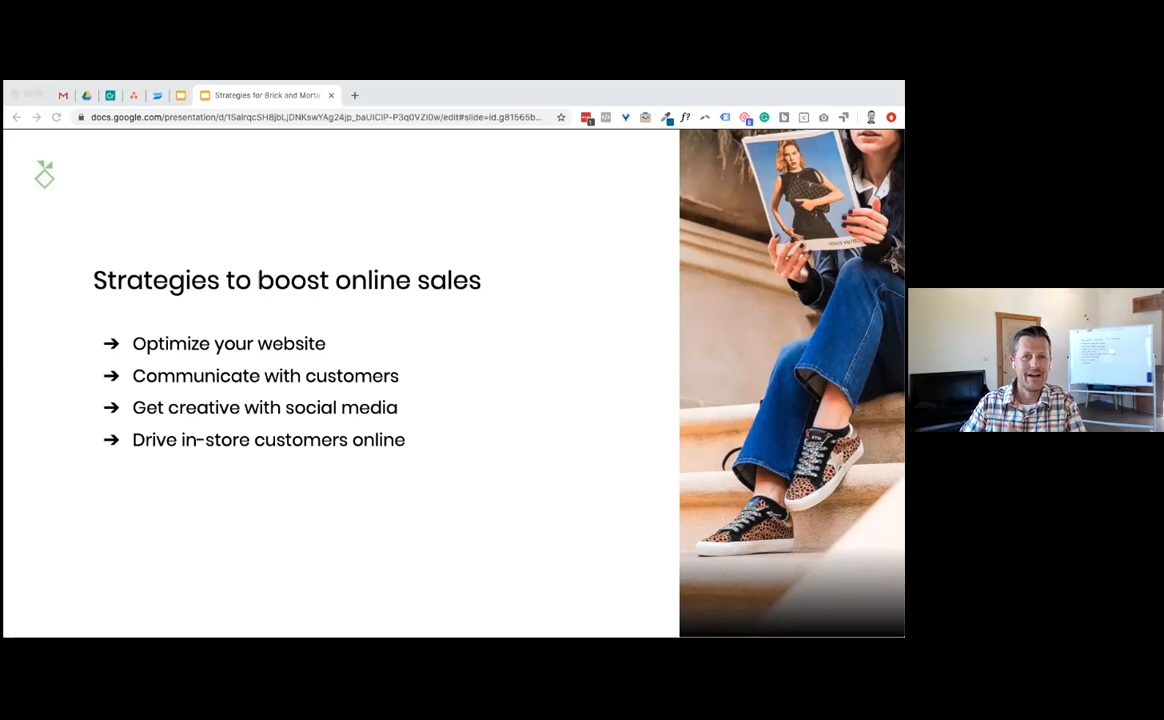 Strategies for Brick and Morta
docs.google.com/presentation/d/1SalrqcSH8jbLjDNKswYAg24jp_baUICIP-P3q0VZi0w/edit#slide=id.g81565b...
f?
Strategies to boost online sales
➔ Optimize your website
➔ Communicate with customers
➔ Get creative with social media
➔ Drive in-store customers online